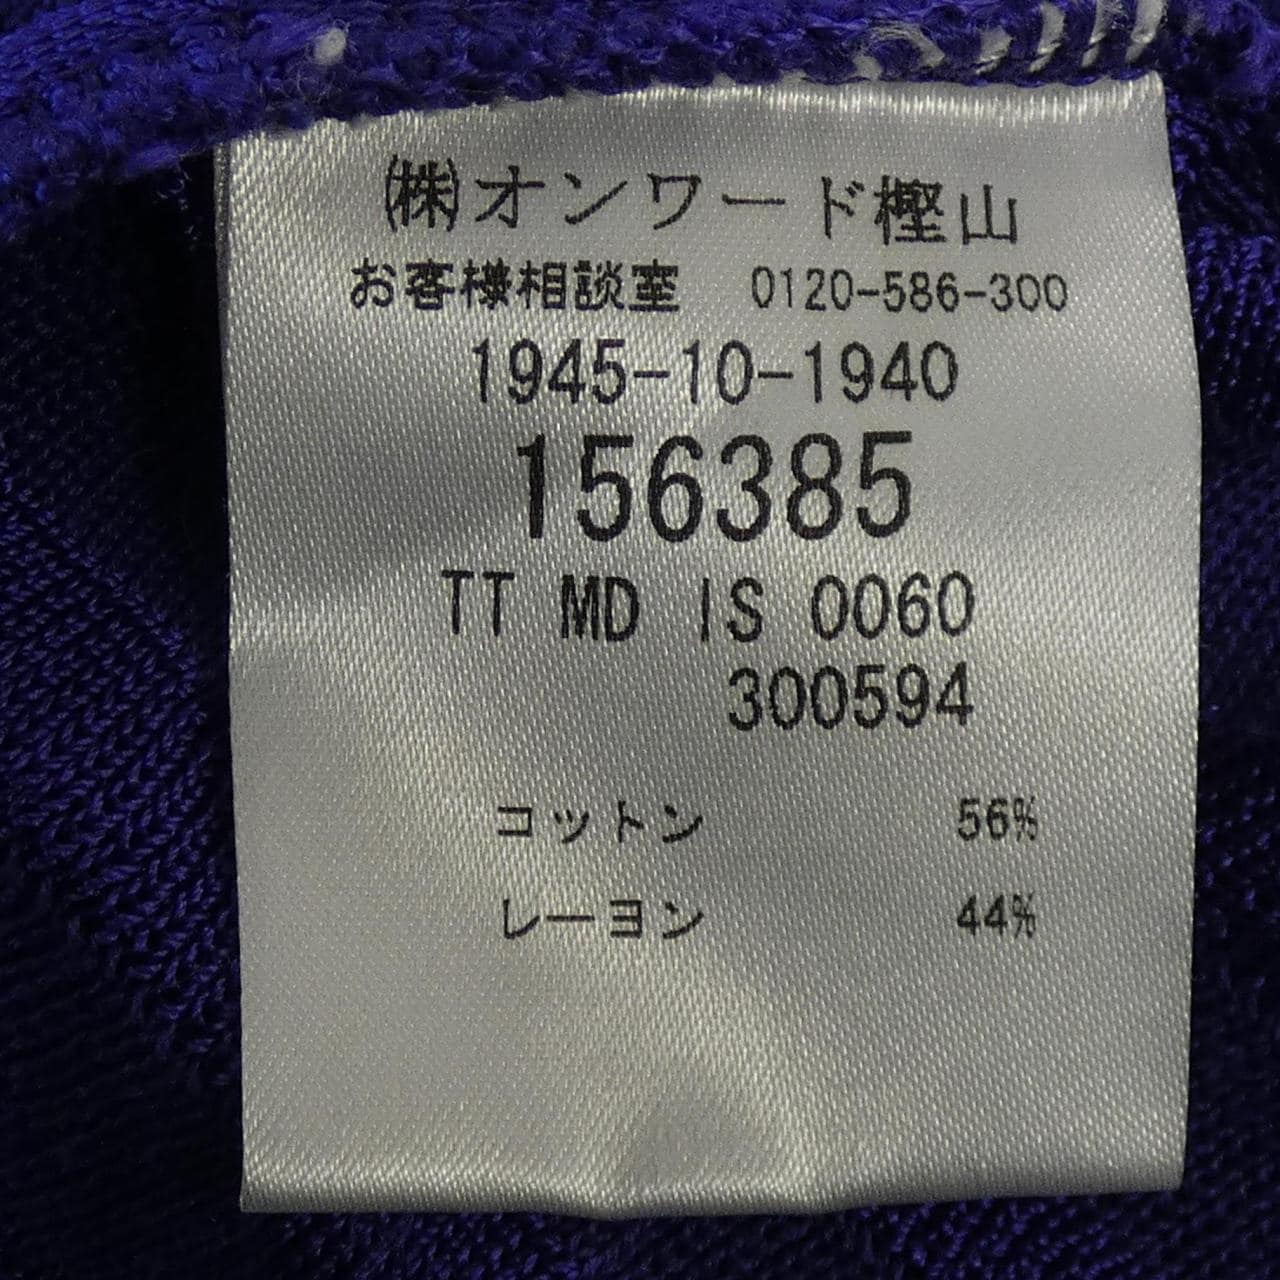 ㈱オンワード樫山
お客様相談室 0120-586-300
1945-10-1940
156385
TT MD IS 0060
300594
コットン 56%
レーヨン 44%